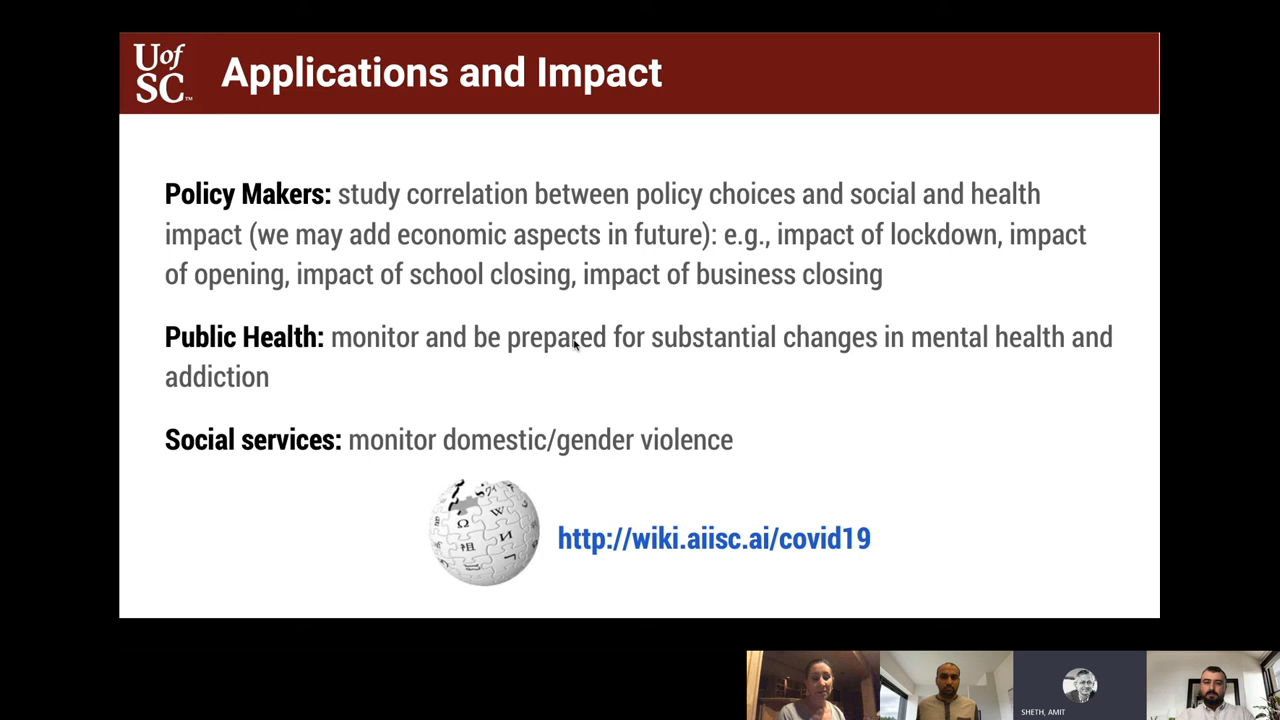 UofSC™
Applications and Impact
Policy Makers: study correlation between policy choices and social and health
impact (we may add economic aspects in future): e.g., impact of lockdown, impact
of opening, impact of school closing, impact of business closing
Public Health: monitor and be prepared for substantial changes in mental health and
addiction
Social services: monitor domestic/gender violence
Ω W И 祖
http://wiki.aiisc.ai/covid19
SHETH, AMIT